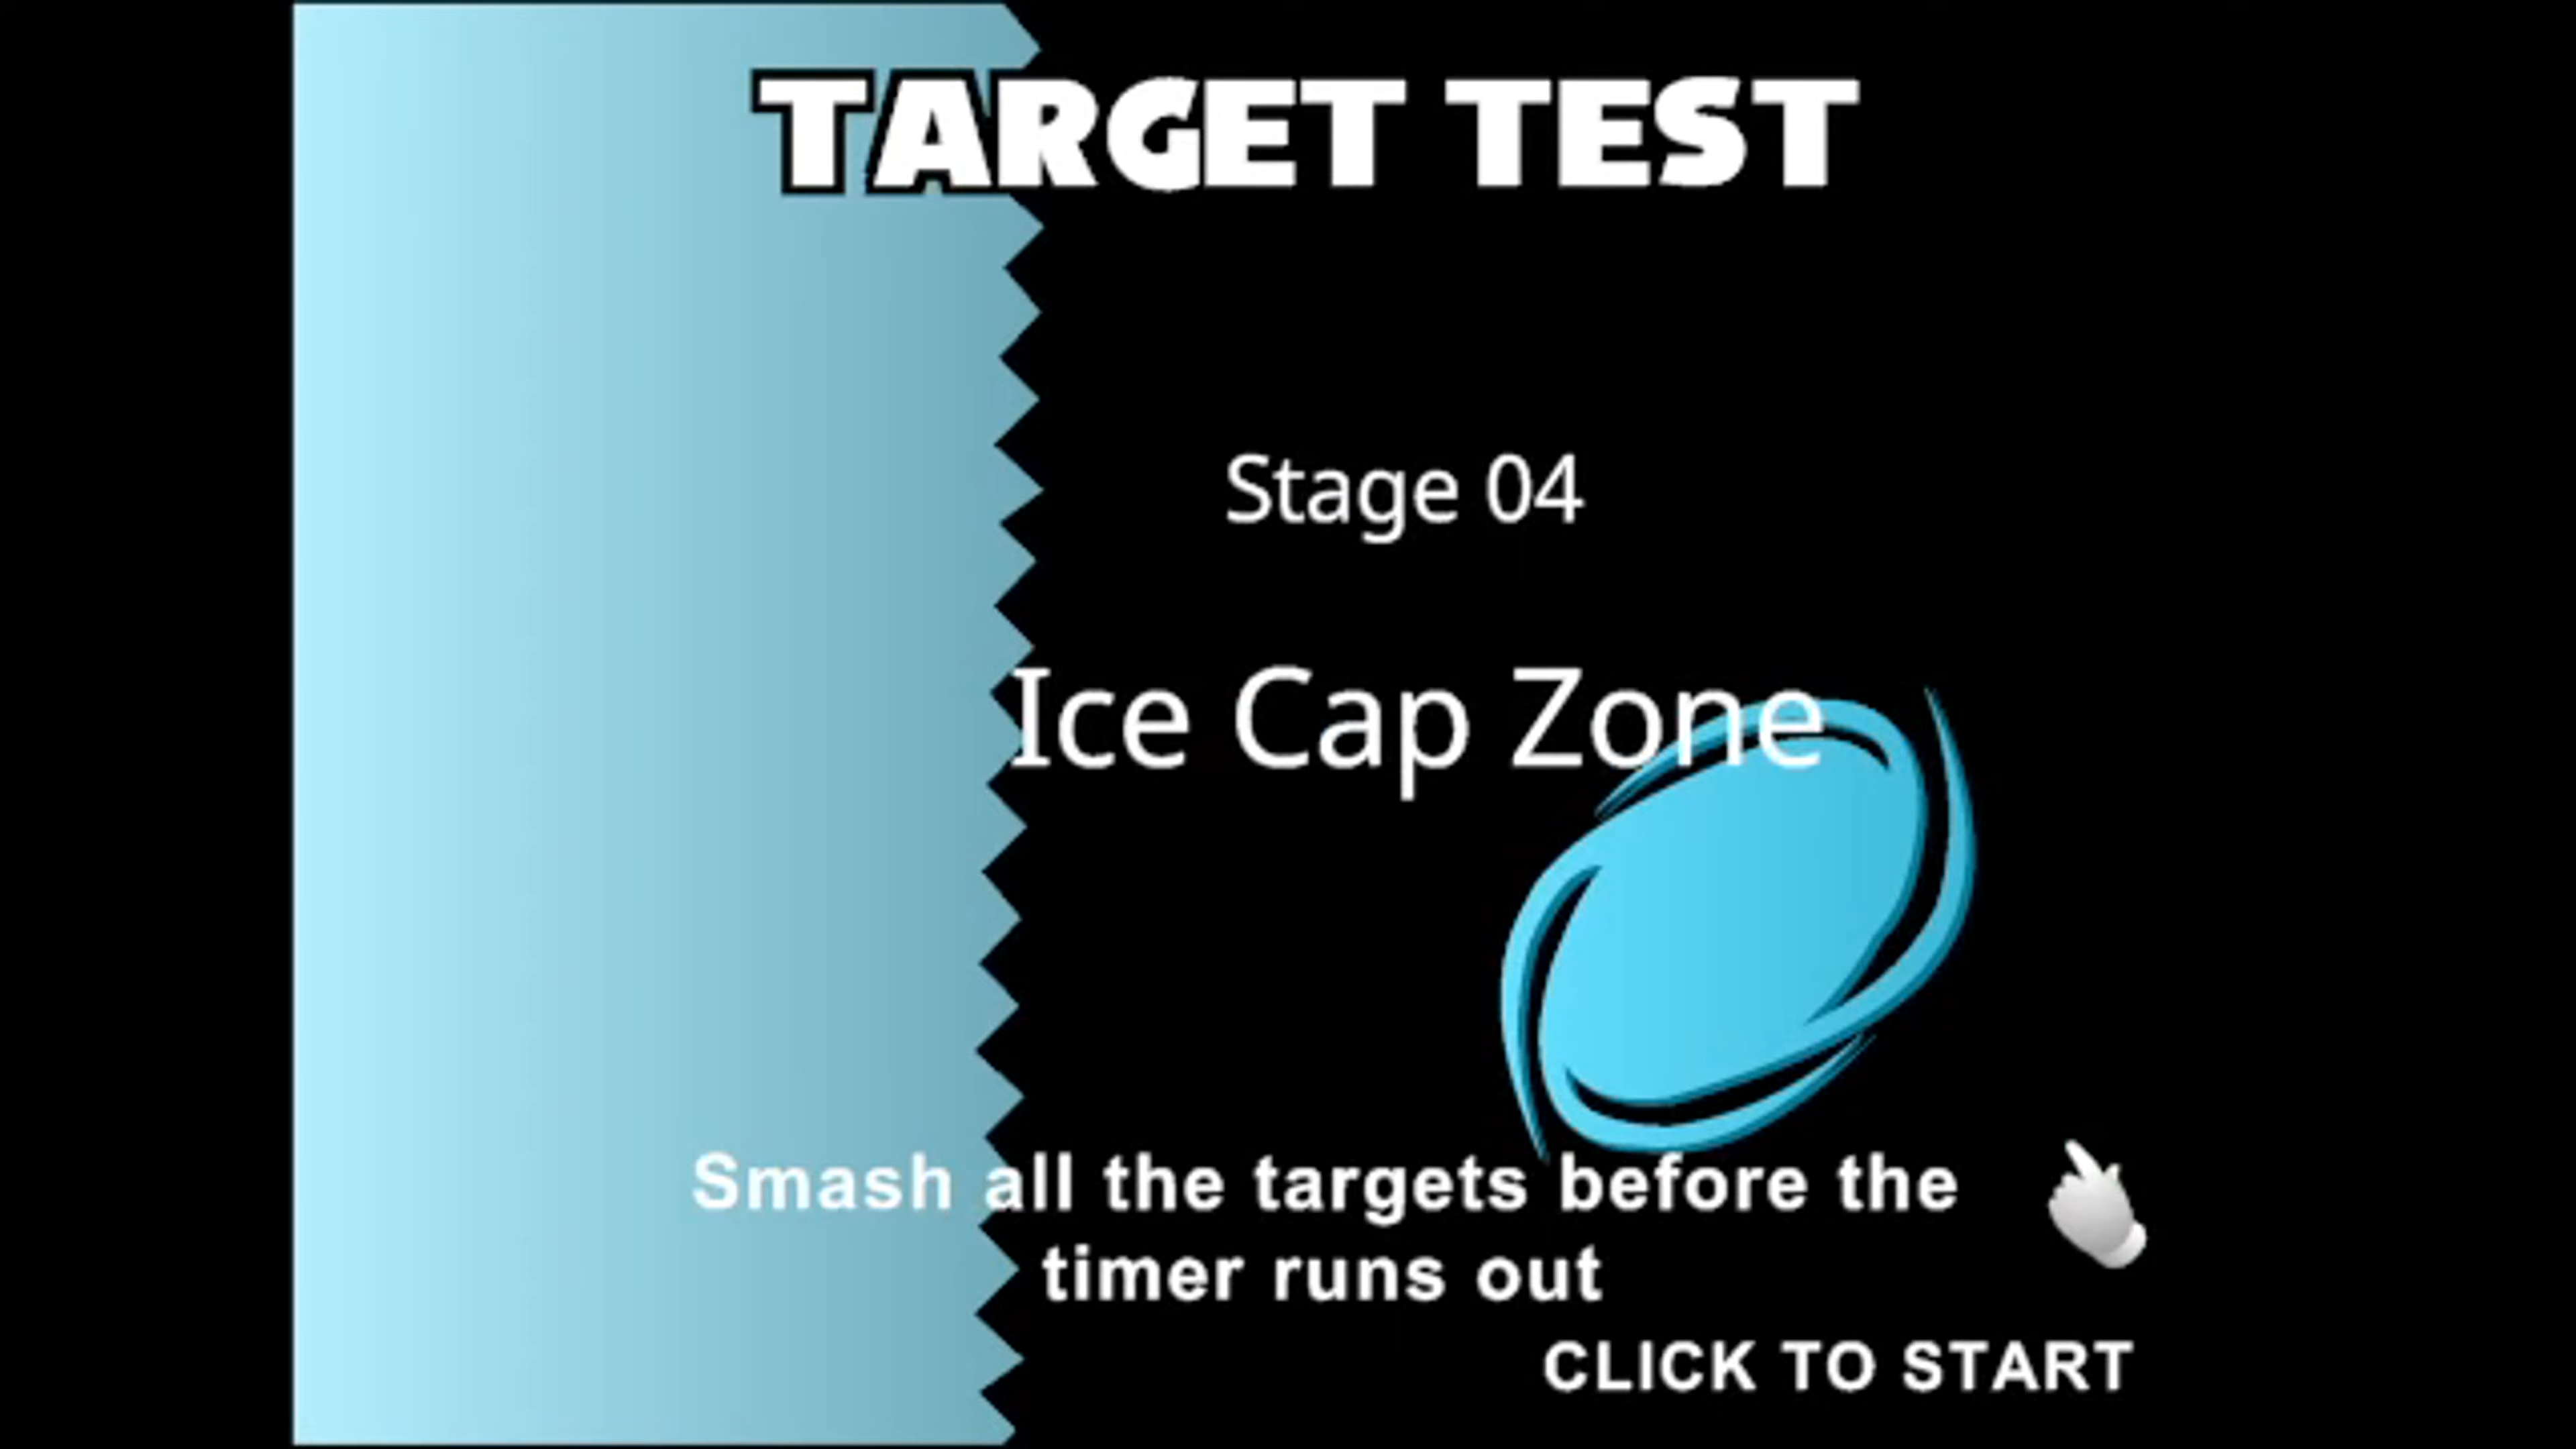 TARGET TEST
Stage 04
Ice Cap Zone
Smash all the targets before the
timer runs out
CLICK TO START